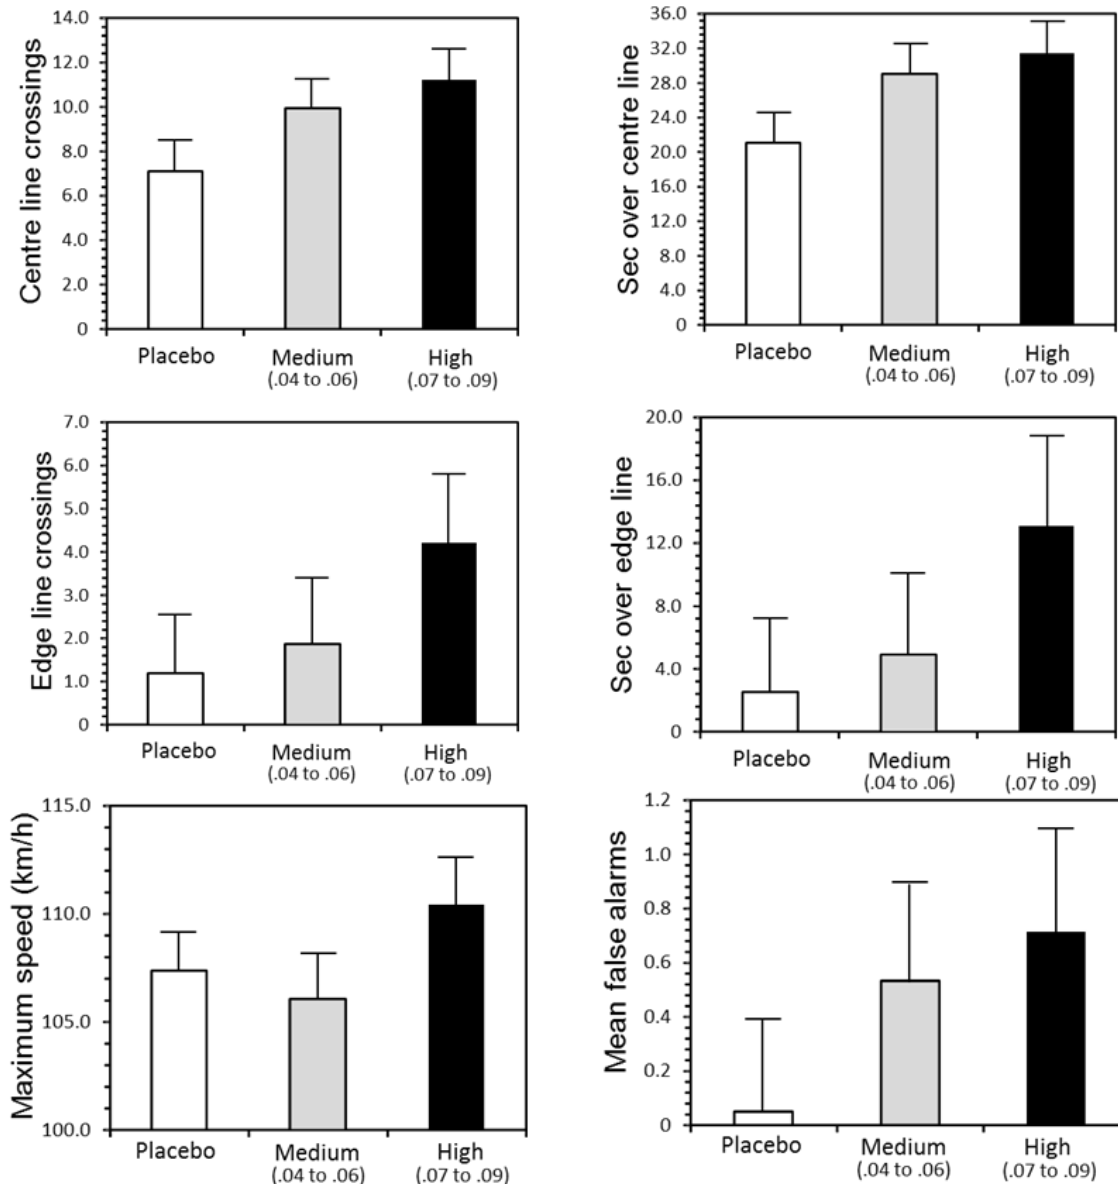 Centre line crossings
14.0
12.0
10.0
8.0
6.0
4.0
2.0
0
Placebo
Medium
(.04 to .06)
High
(.07 to .09)
Sec over centre line
36.0
32.0
28.0
24.0
20.0
16.0
12.0
8.0
4.0
0
Placebo
Medium
(.04 to .06)
High
(.07 to .09)
Edge line crossings
7.0
6.0
5.0
4.0
3.0
2.0
1.0
0
Placebo
Medium
(.04 to .06)
High
(.07 to .09)
Sec over edge line
20.0
16.0
12.0
8.0
4.0
0
Placebo
Medium
(.04 to .06)
High
(.07 to .09)
Maximum speed (km/h)
115.0
110.0
105.0
100.0
Placebo
Medium
(.04 to .06)
High
(.07 to .09)
Mean false alarms
1.2
1.0
0.8
0.6
0.4
0.2
0
Placebo
Medium
(.04 to .06)
High
(.07 to .09)